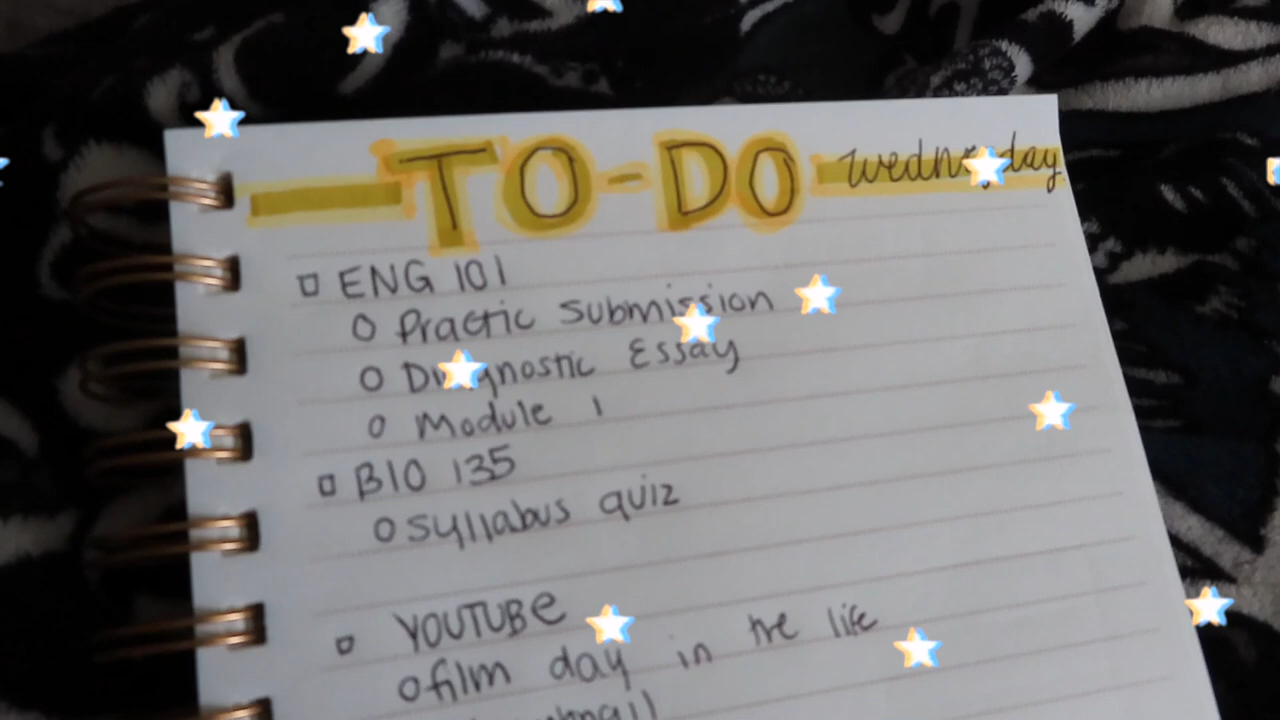 TO-DO wednesday
ENG 101
Practic Submission
Diagnostic Essay
Module 1
BIO 135
Syllabus quiz
YOUTUBE
film day in the life